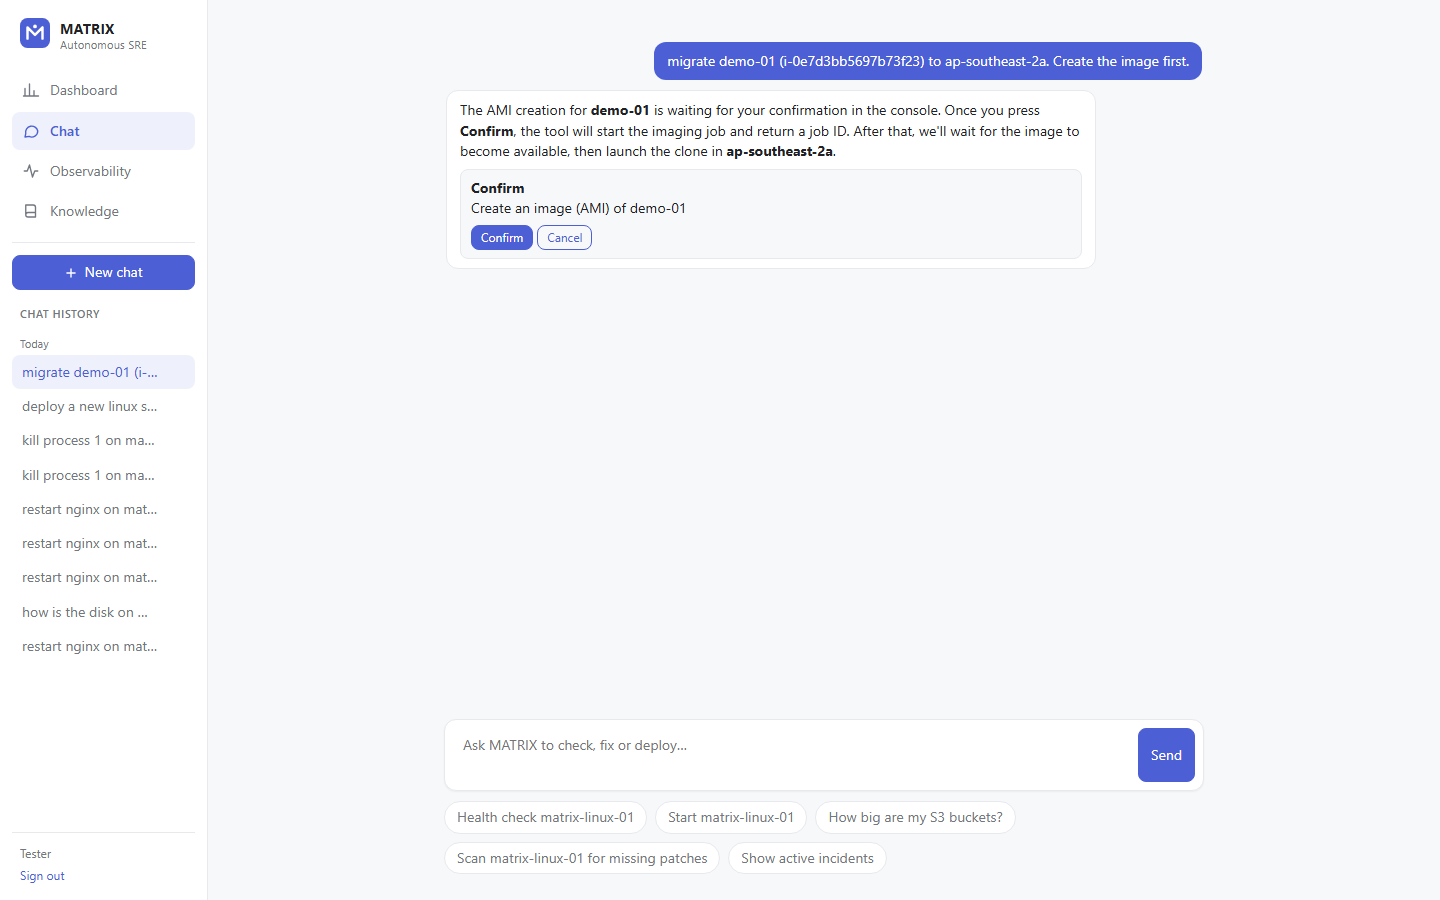 MATRIX
Autonomous SRE
Dashboard
Chat
Observability
Knowledge
+ New chat
CHAT HISTORY
Today
migrate demo-01 (i-...
deploy a new linux s...
kill process 1 on ma...
kill process 1 on ma...
restart nginx on mat...
restart nginx on mat...
restart nginx on mat...
how is the disk on ...
restart nginx on mat...
Tester
Sign out
migrate demo-01 (i-0e7d3bb5697b73f23) to ap-southeast-2a. Create the image first.
The AMI creation for demo-01 is waiting for your confirmation in the console. Once you press
Confirm, the tool will start the imaging job and return a job ID. After that, we'll wait for the image to
become available, then launch the clone in ap-southeast-2a.
Confirm
Create an image (AMI) of demo-01
Confirm Cancel
Ask MATRIX to check, fix or deploy...
Send
Health check matrix-linux-01 Start matrix-linux-01 How big are my S3 buckets?
Scan matrix-linux-01 for missing patches Show active incidents